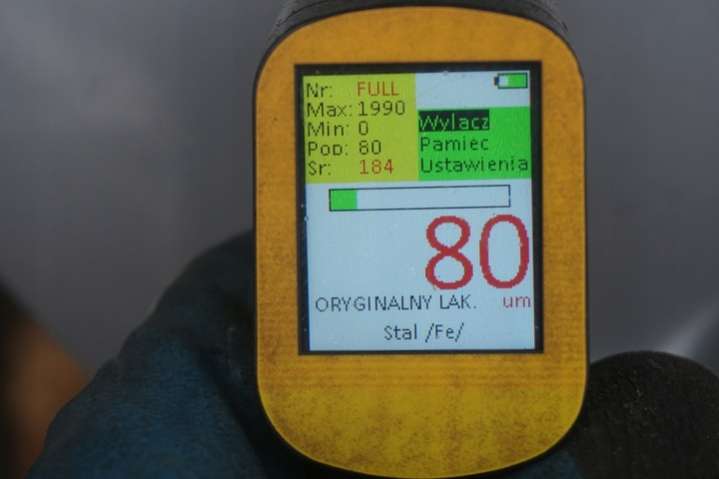 Nr: FULL
Max: 1990
Min: 0
Pop: 80
Sr: 184
Wylacz
Pamiec
Ustawienia
80
ORYGINALNY LAK. um
Stal /Fe/